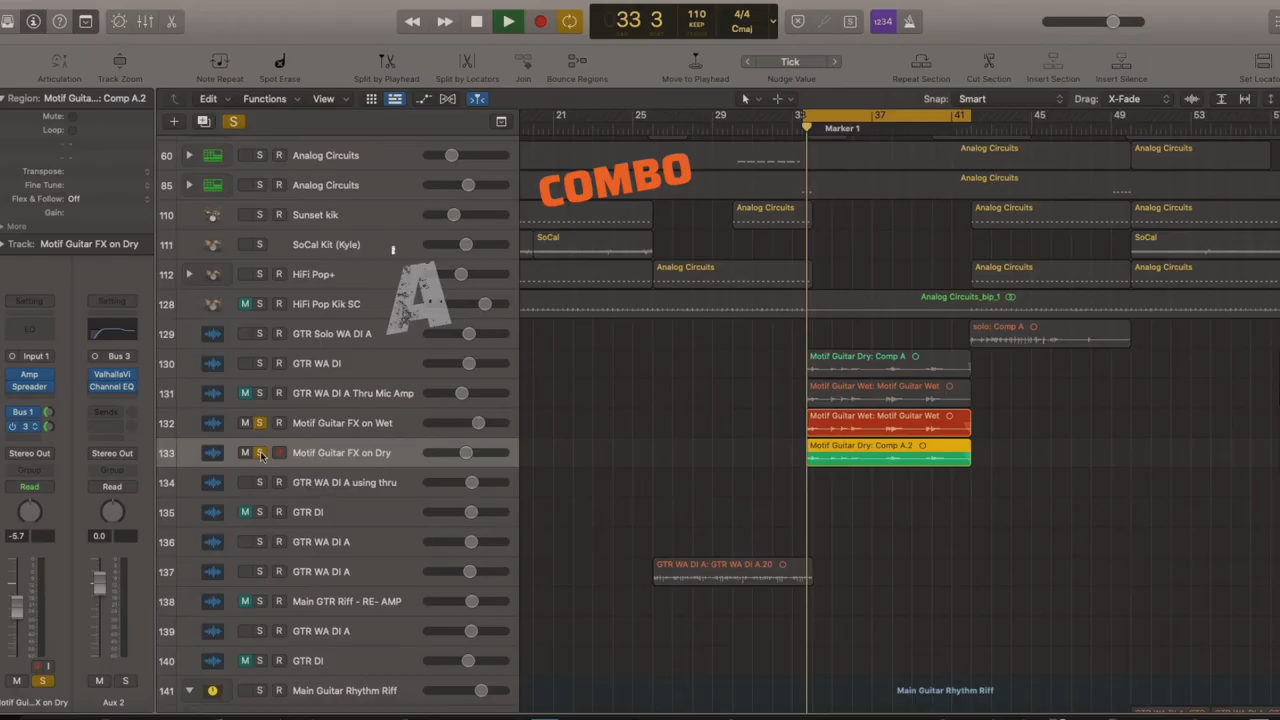 33 3
110
KEEP
4/4
Cmaj
1234
Articulation
Track Zoom
Note Repeat
Spot Erase
Split by Playhead
Split by Locators
Join
Bounce Regions
Move to Playhead
Tick
Nudge Value
Repeat Section
Cut Section
Insert Section
Insert Silence
Set Locato
Region: Motif Guita...: Comp A.2
Edit
Functions
View
Snap: Smart
Drag: X-Fade
Mute:
Loop:
Transpose:
Fine Tune:
Flex & Follow: Off
Gain:
More
Track: Motif Guitar FX on Dry
S
21
25
29
33
37
41
45
49
53
Marker 1
60 S R Analog Circuits
85 S R Analog Circuits
110 S R Sunset kik
111 S R SoCal Kit (Kyle)
112 S R HiFi Pop+
128 M S R HiFi Pop Kik SC
129 S R GTR Solo WA DI A
130 S R GTR WA DI
131 M S R GTR WA DI A Thru Mic Amp
132 M S R Motif Guitar FX on Wet
133 M S R Motif Guitar FX on Dry
134 S R GTR WA DI A using thru
135 M S R GTR DI
136 S R GTR WA DI A
137 S R GTR WA DI A
138 M S R Main GTR Riff - RE- AMP
139 S R GTR WA DI A
140 S R GTR DI
141 S R Main Guitar Rhythm Riff
COMBO
A
Analog Circuits
Analog Circuits
Analog Circuits
Analog Circuits
Analog Circuits
Analog Circuits
SoCal
SoCal
Analog Circuits
Analog Circuits
Analog Circuits
Analog Circuits_bip_1
solo: Comp A
Motif Guitar Dry: Comp A
Motif Guitar Wet: Motif Guitar Wet
Motif Guitar Wet: Motif Guitar Wet
Motif Guitar Dry: Comp A.2
GTR WA DI A: GTR WA DI A.20
Main Guitar Rhythm Riff
Setting
Setting
EQ
Input 1
Bus 3
Amp
ValhallaVi
Spreader
Channel EQ
Bus 1
Sends
3
Stereo Out
Stereo Out
Group
Group
Read
Read
-5.7
0.0
R I
M S
M S
otif Gui...X on Dry
Aux 2